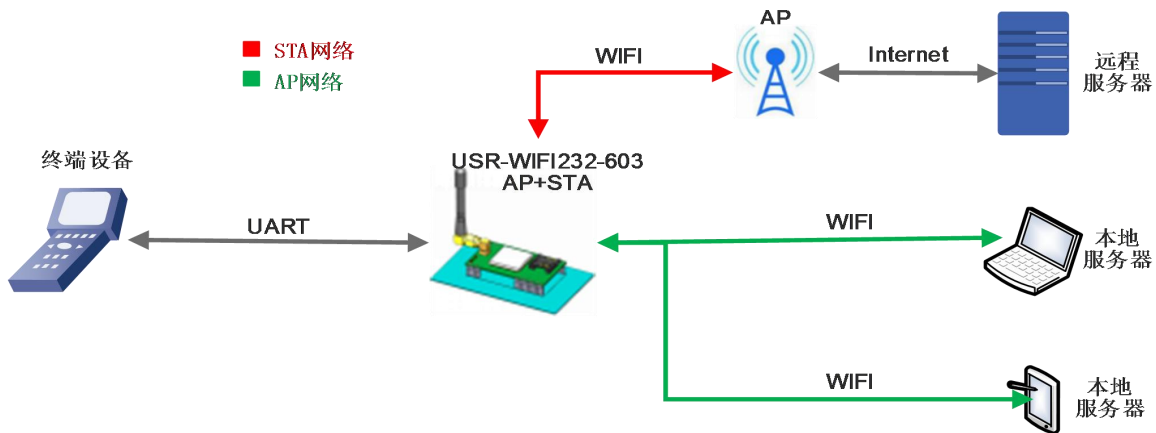 AP
STA网络
WIFI
Internet
远程
服务器
AP网络
终端设备
USR-WIFI232-603
AP+STA
UART
WIFI
本地
服务器
WIFI
本地
服务器